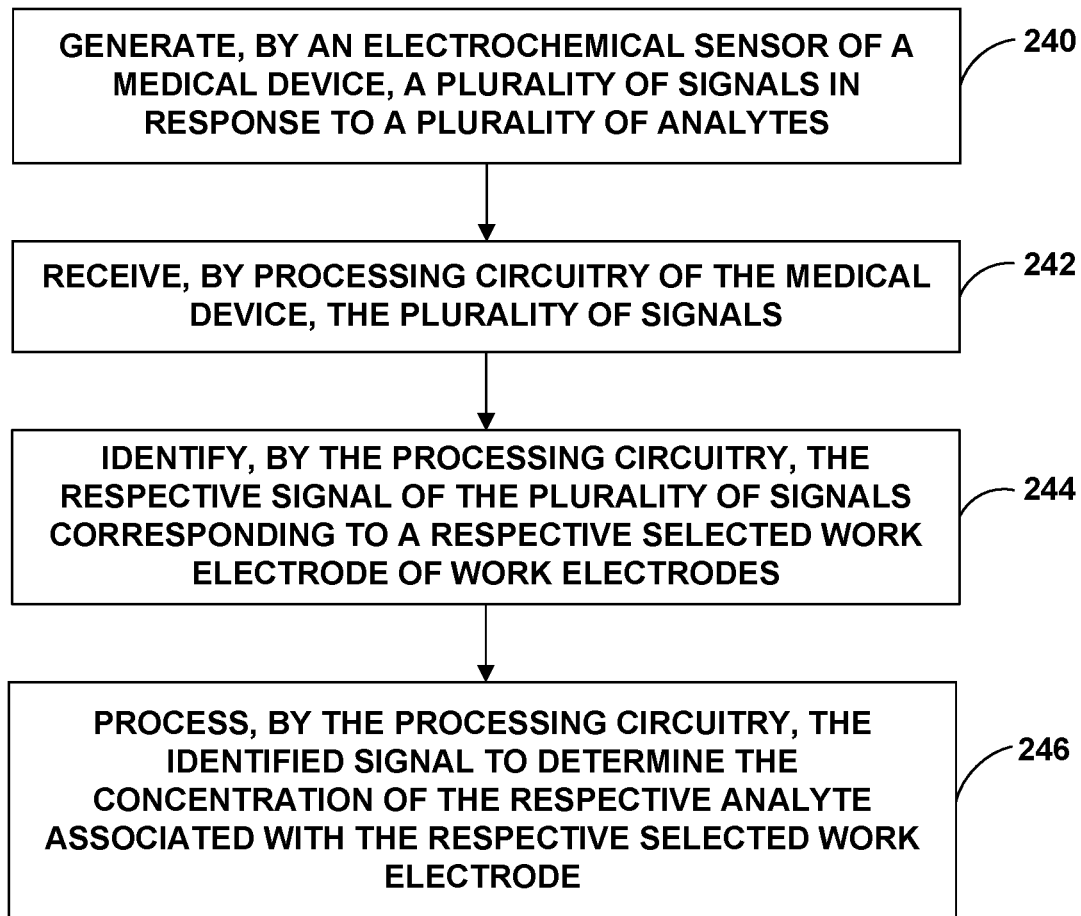 GENERATE, BY AN ELECTROCHEMICAL SENSOR OF A
MEDICAL DEVICE, A PLURALITY OF SIGNALS IN
RESPONSE TO A PLURALITY OF ANALYTES
240
RECEIVE, BY PROCESSING CIRCUITRY OF THE MEDICAL
DEVICE, THE PLURALITY OF SIGNALS
242
IDENTIFY, BY THE PROCESSING CIRCUITRY, THE
RESPECTIVE SIGNAL OF THE PLURALITY OF SIGNALS
CORRESPONDING TO A RESPECTIVE SELECTED WORK
ELECTRODE OF WORK ELECTRODES
244
PROCESS, BY THE PROCESSING CIRCUITRY, THE
IDENTIFIED SIGNAL TO DETERMINE THE
CONCENTRATION OF THE RESPECTIVE ANALYTE
ASSOCIATED WITH THE RESPECTIVE SELECTED WORK
ELECTRODE
246